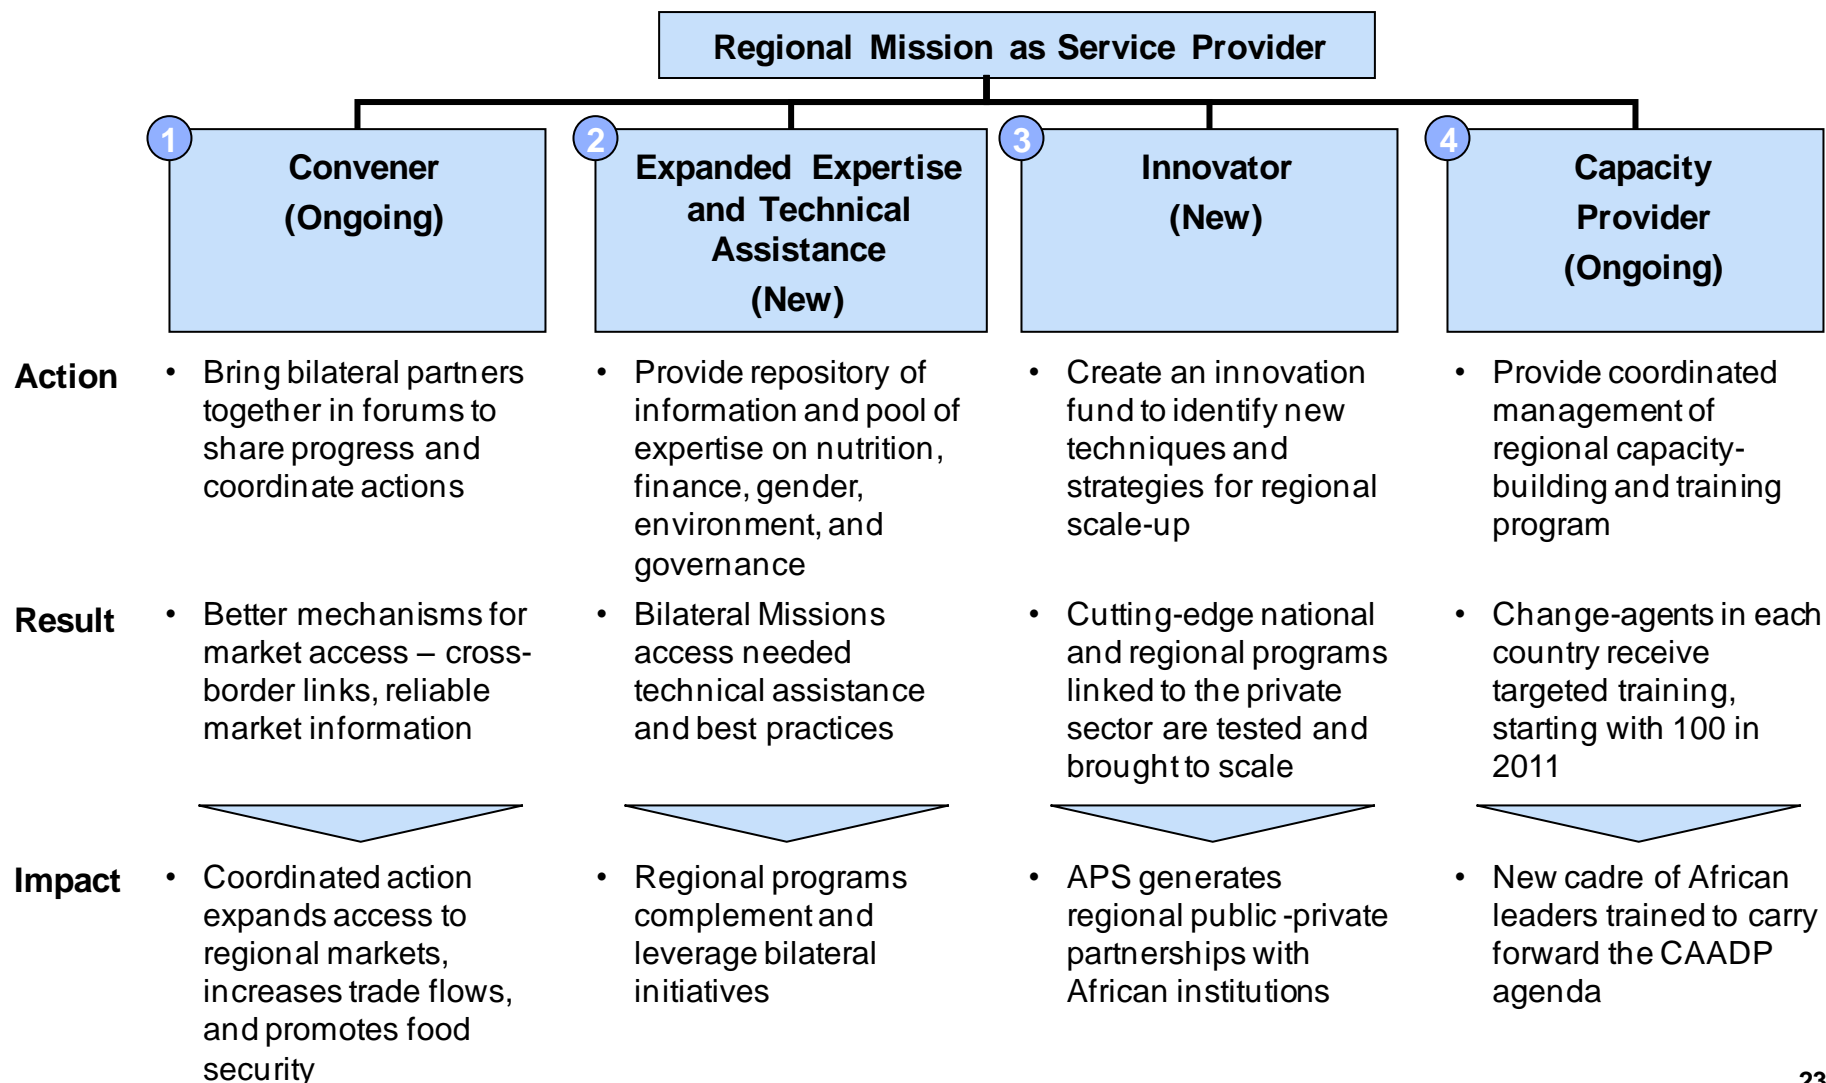 Regional Mission as Service Provider
1
Convener
(Ongoing)
2
Expanded Expertise
and Technical
Assistance
(New)
3
Innovator
(New)
4
Capacity
Provider
(Ongoing)
Action
• Bring bilateral partners
together in forums to
share progress and
coordinate actions
• Provide repository of
information and pool of
expertise on nutrition,
finance, gender,
environment, and
governance
• Create an innovation
fund to identify new
techniques and
strategies for regional
scale-up
• Provide coordinated
management of
regional capacity-
building and training
program
Result
• Better mechanisms for
market access – cross-
border links, reliable
market information
• Bilateral Missions
access needed
technical assistance
and best practices
• Cutting-edge national
and regional programs
linked to the private
sector are tested and
brought to scale
• Change-agents in each
country receive
targeted training,
starting with 100 in
2011
Impact
• Coordinated action
expands access to
regional markets,
increases trade flows,
and promotes food
security
• Regional programs
complement and
leverage bilateral
initiatives
• APS generates
regional public -private
partnerships with
African institutions
• New cadre of African
leaders trained to carry
forward the CAADP
agenda
23